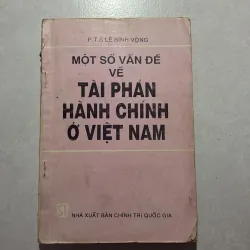 P.T.S LÊ BÌNH VỌNG
MỘT SỐ VẤN ĐỀ
VỀ
TÀI PHÁN
HÀNH CHÍNH
Ở VIỆT NAM
NHÀ XUẤT BẢN CHÍNH TRỊ QUỐC GIA